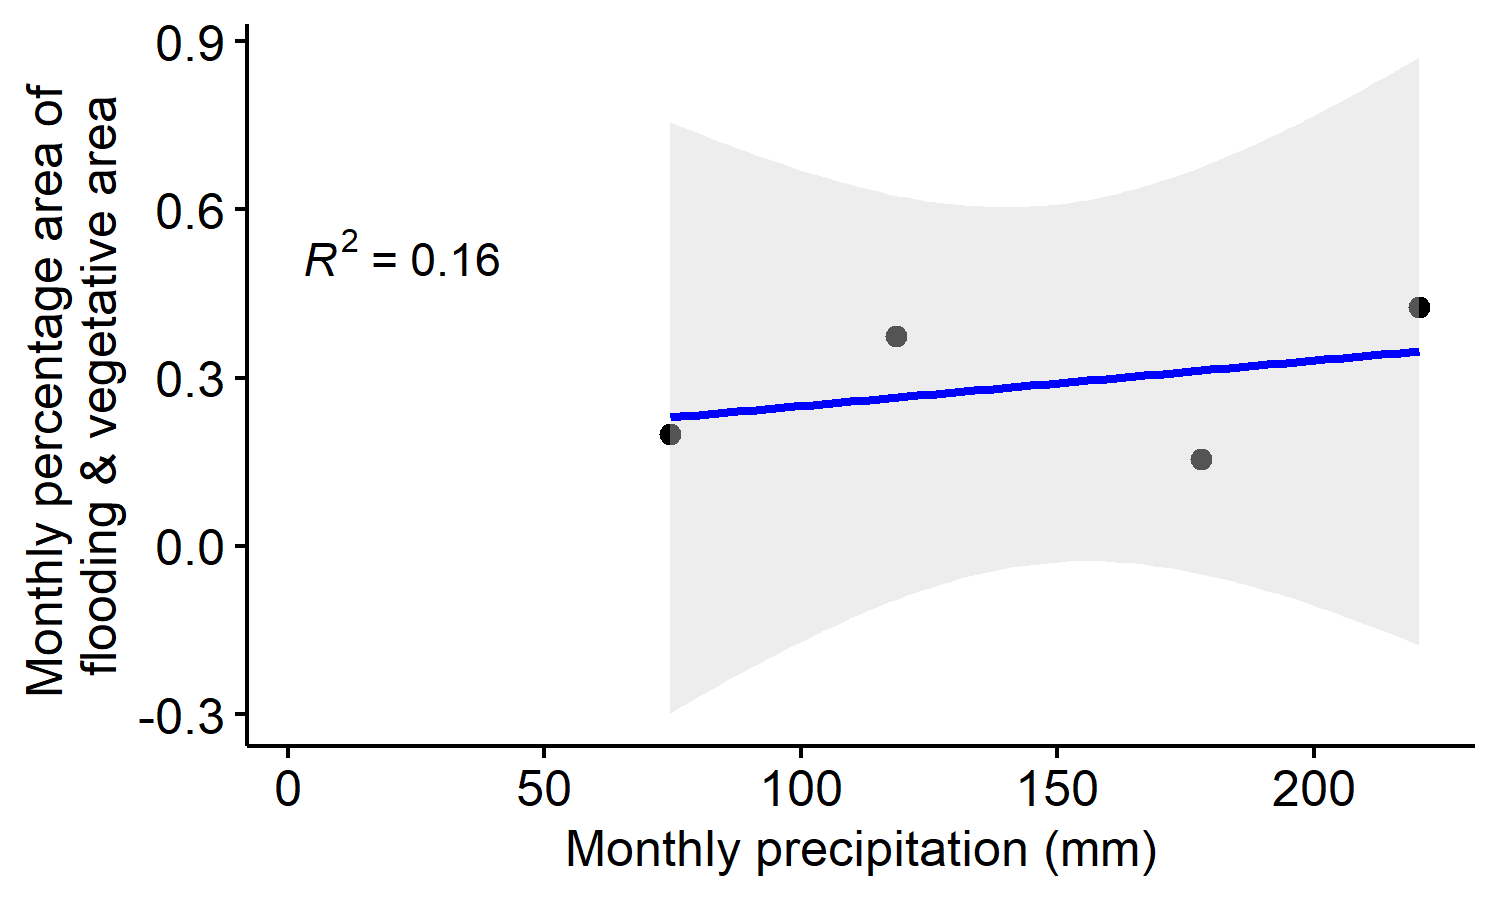 0.9
0.6
0.3
0.0
-0.3
Monthly percentage area of
flooding & vegetative area
R² = 0.16
0 50 100 150 200
Monthly precipitation (mm)